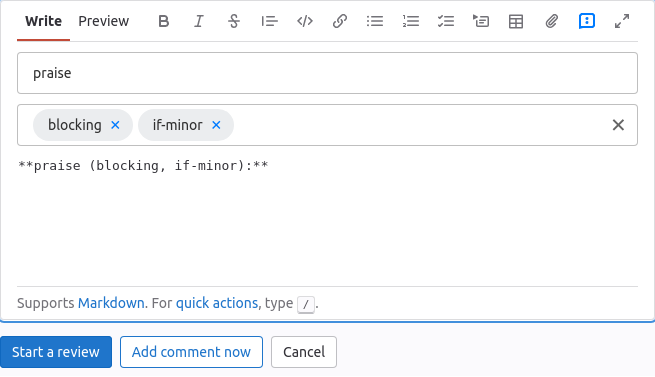 Write Preview
praise
blocking if-minor
**praise (blocking, if-minor):**
Supports Markdown. For quick actions, type /.
Start a review Add comment now Cancel